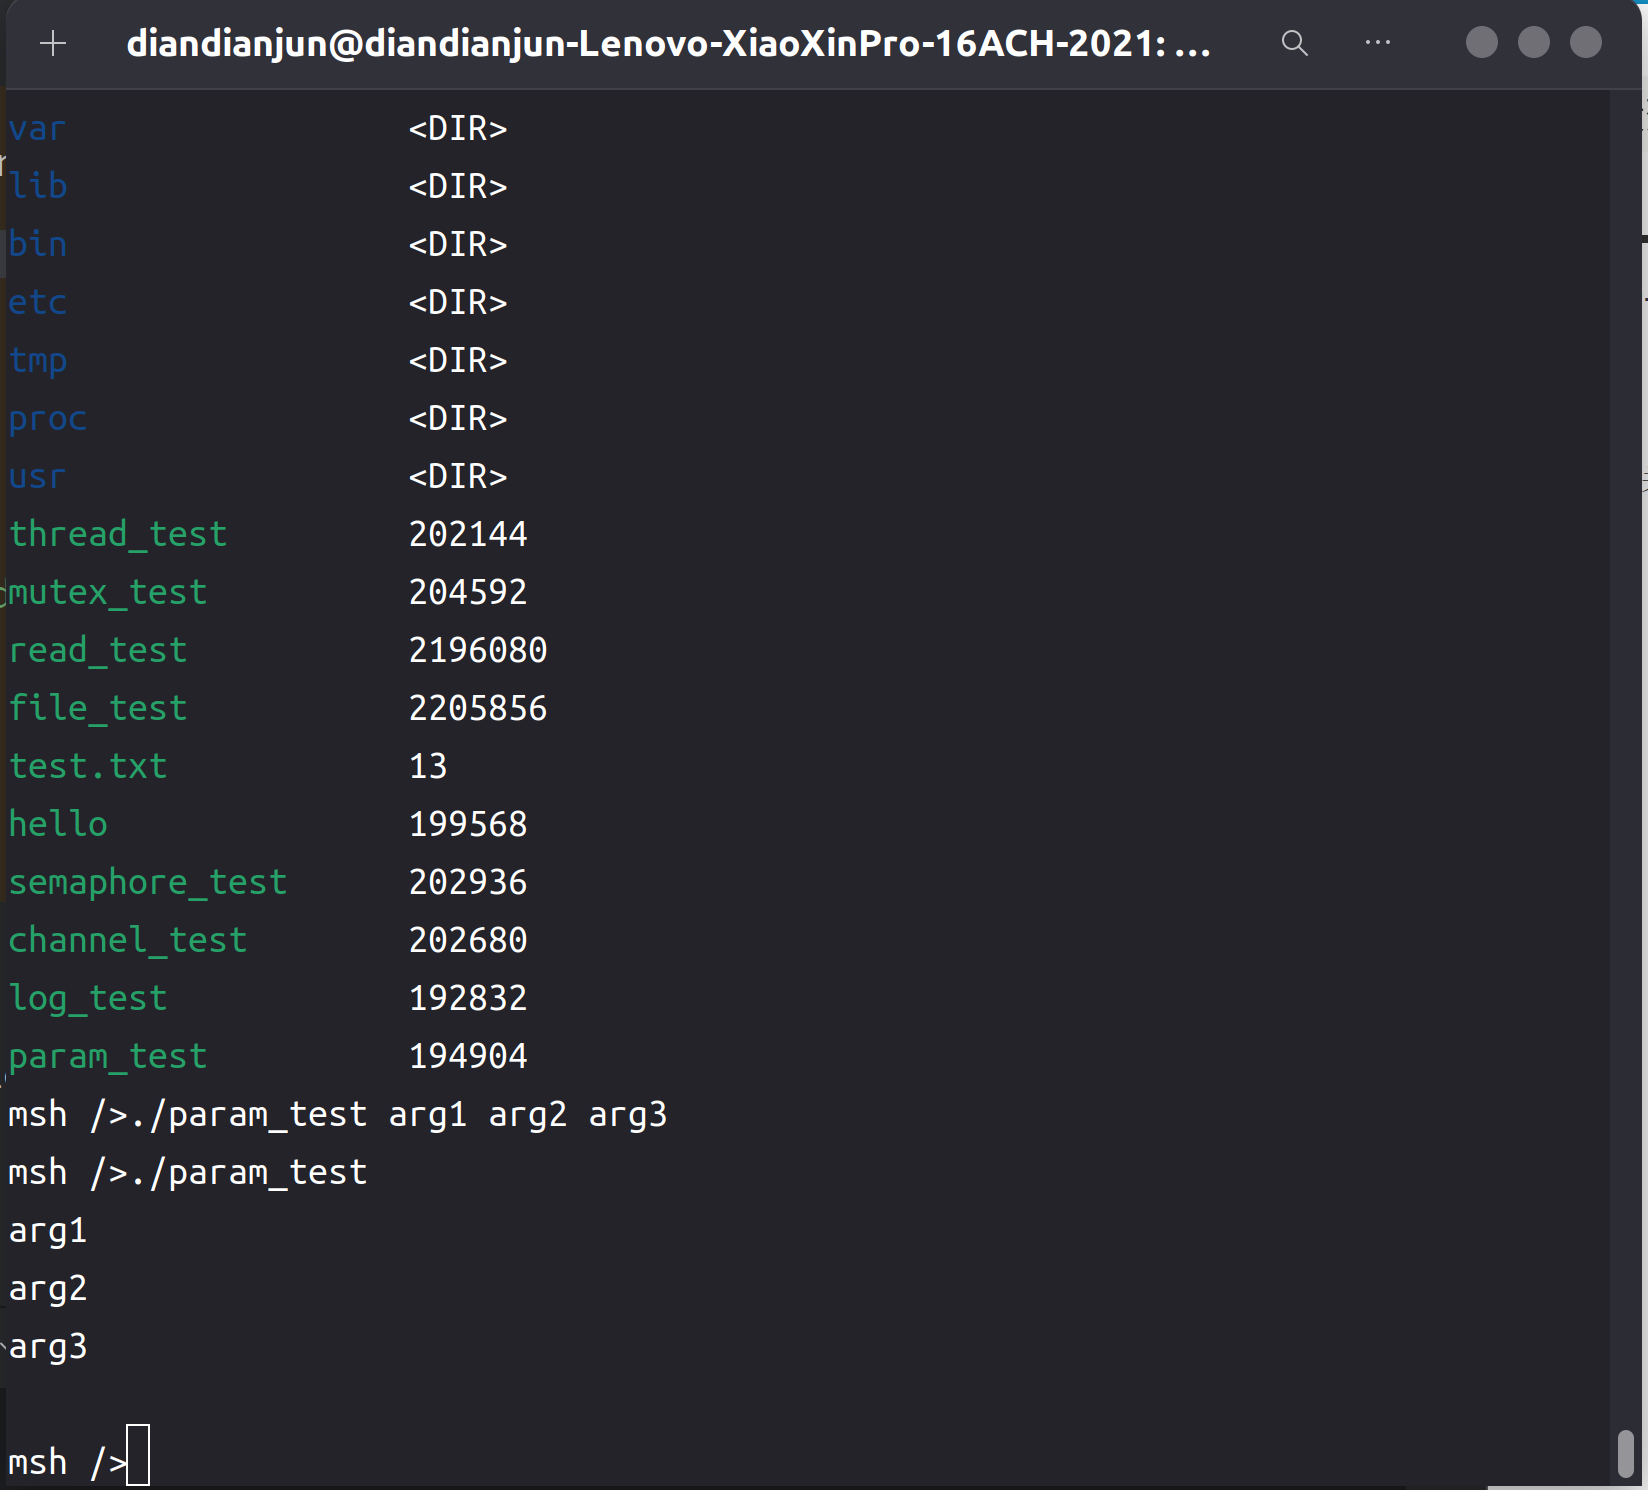 diandianjun@diandianjun-Lenovo-XiaoXinPro-16ACH-2021: ...
var <DIR>
lib <DIR>
bin <DIR>
etc <DIR>
tmp <DIR>
proc <DIR>
usr <DIR>
thread_test 202144
mutex_test 204592
read_test 2196080
file_test 2205856
test.txt 13
hello 199568
semaphore_test 202936
channel_test 202680
log_test 192832
param_test 194904
msh />./param_test arg1 arg2 arg3
msh />./param_test
arg1
arg2
arg3
msh />